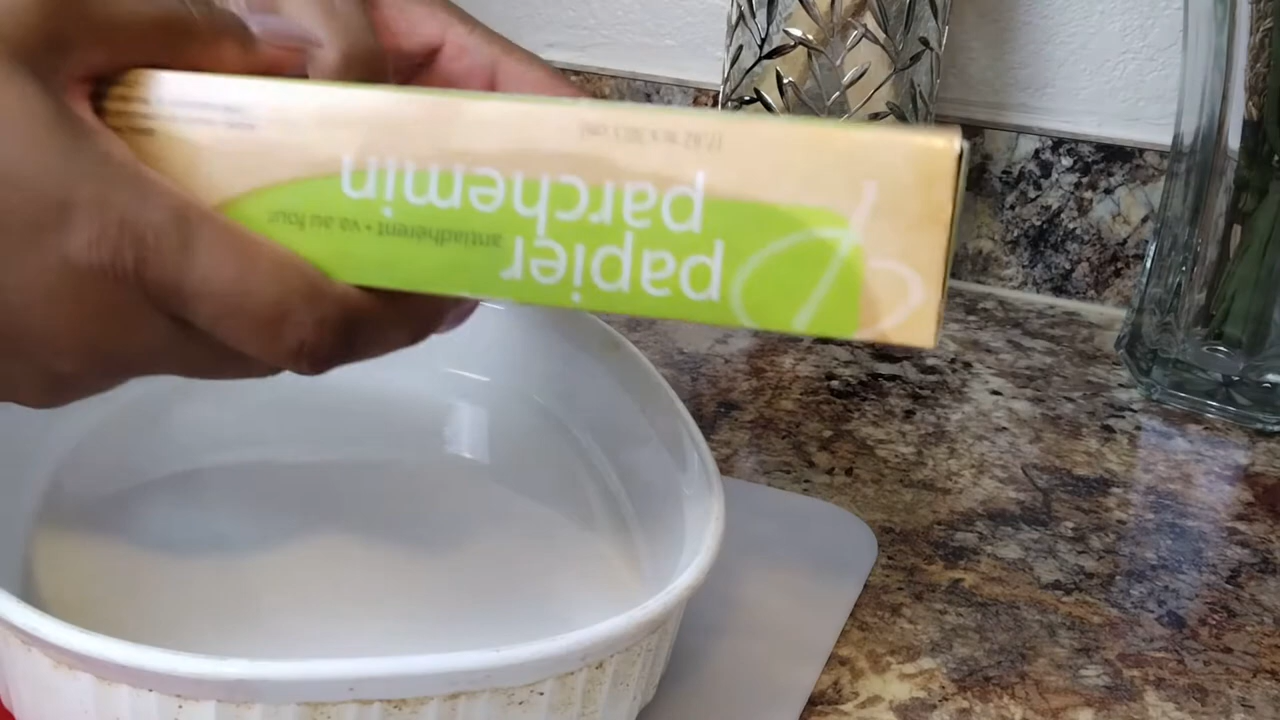 papier
parchemin
antiadhérent • va au four